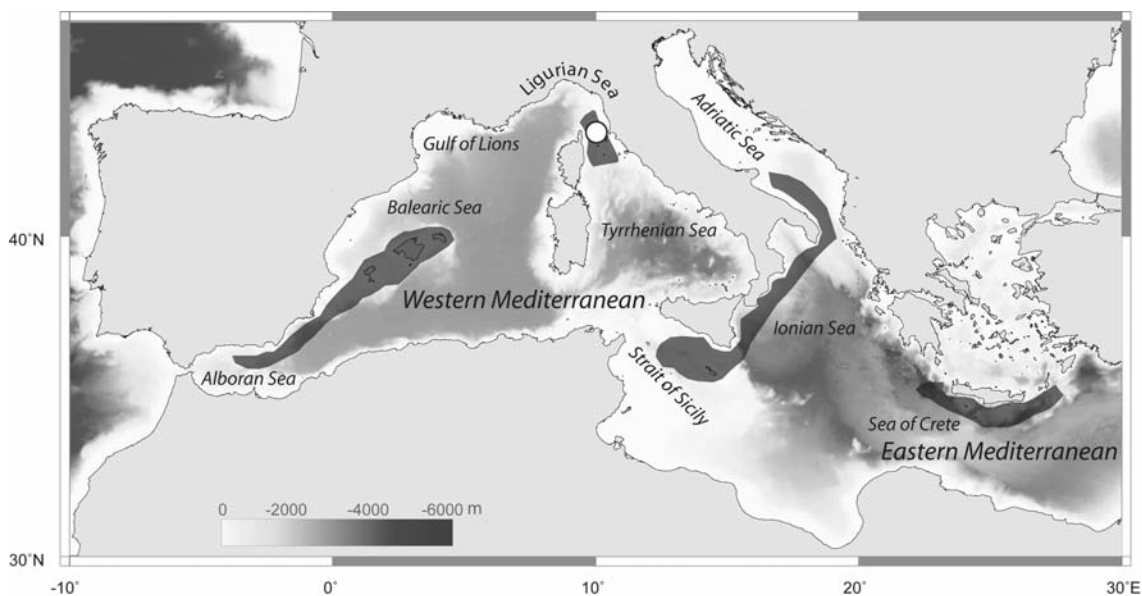 Ligurian Sea
Gulf of Lions
Adriatic Sea
Balearic Sea
Tyrrhenian Sea
40˚N
Western Mediterranean
Ionian Sea
Alboran Sea
Strait of Sicily
Sea of Crete
Eastern Mediterranean
0 -2000 -4000 -6000 m
30˚N
-10˚ 0˚ 10˚ 20˚ 30˚E